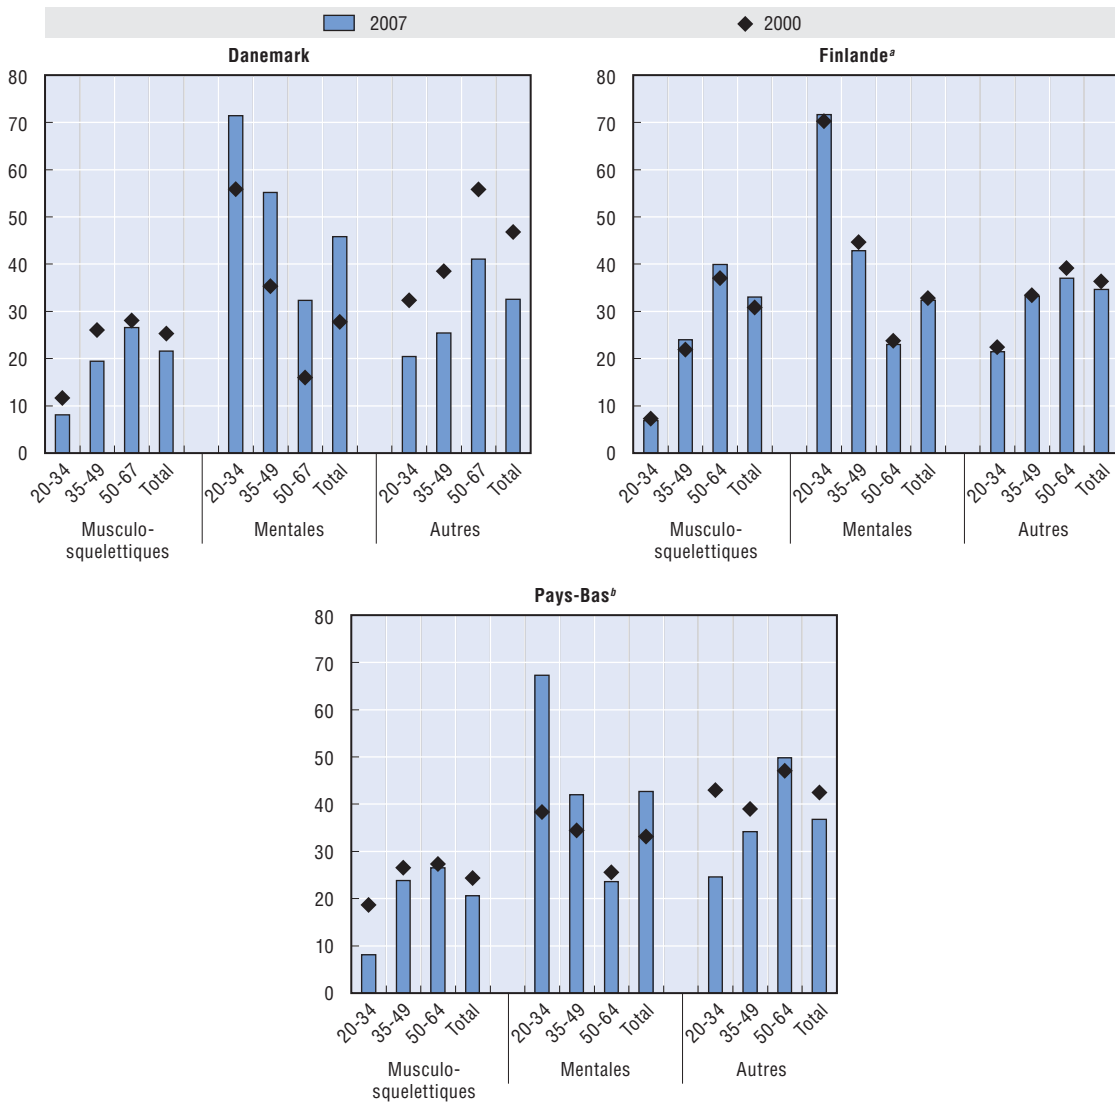 2007 2000
Danemark
80
70
60
50
40
30
20
10
0
20-34 35-49 50-67 Total 20-34 35-49 50-67 Total 20-34 35-49 50-67 Total
Musculo- Mentales Autres
squelettiques
Finlandeᵃ
80
70
60
50
40
30
20
10
0
20-34 35-49 50-64 Total 20-34 35-49 50-64 Total 20-34 35-49 50-64 Total
Musculo- Mentales Autres
squelettiques
Pays-Basᵇ
80
70
60
50
40
30
20
10
0
20-34 35-49 50-64 Total 20-34 35-49 50-64 Total 20-34 35-49 50-64 Total
Musculo- Mentales Autres
squelettiques